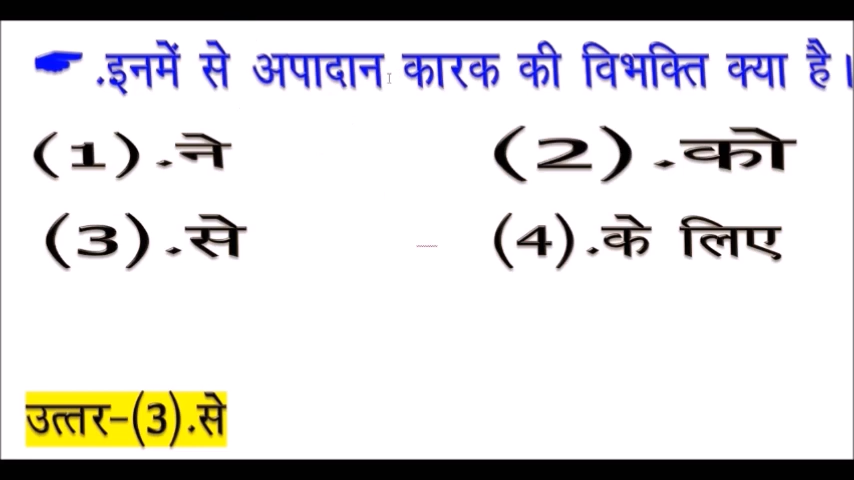 ☛ .इनमें से अपादान कारक की विभक्ति क्या है।
(1).ने (2).को
(3).से (4).के लिए
उत्तर-(3).से